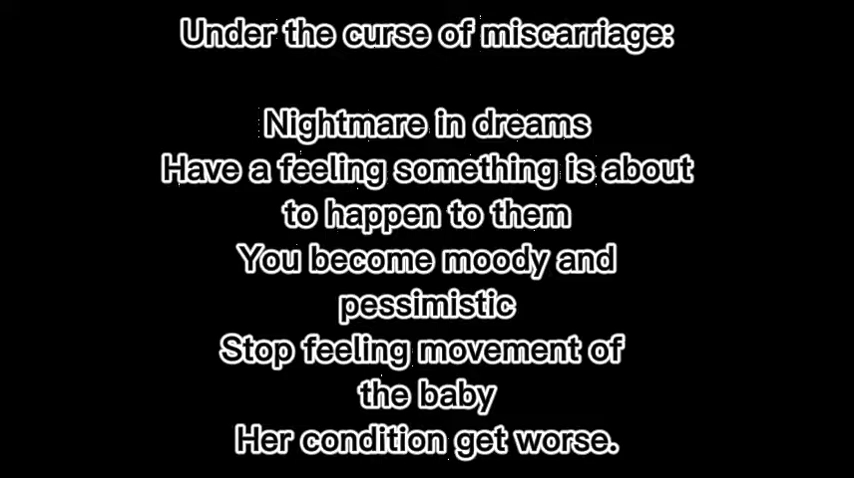 Under the curse of miscarriage:
Nightmare in dreams
Have a feeling something is about
to happen to them
You become moody and
pessimistic
Stop feeling movement of
the baby
Her condition get worse.